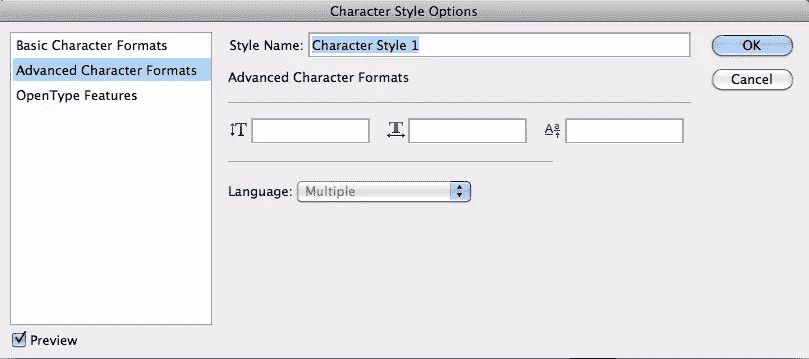 Character Style Options
Basic Character Formats
Advanced Character Formats
OpenType Features
Style Name: Character Style 1
Advanced Character Formats
Language: Multiple
OK
Cancel
Preview